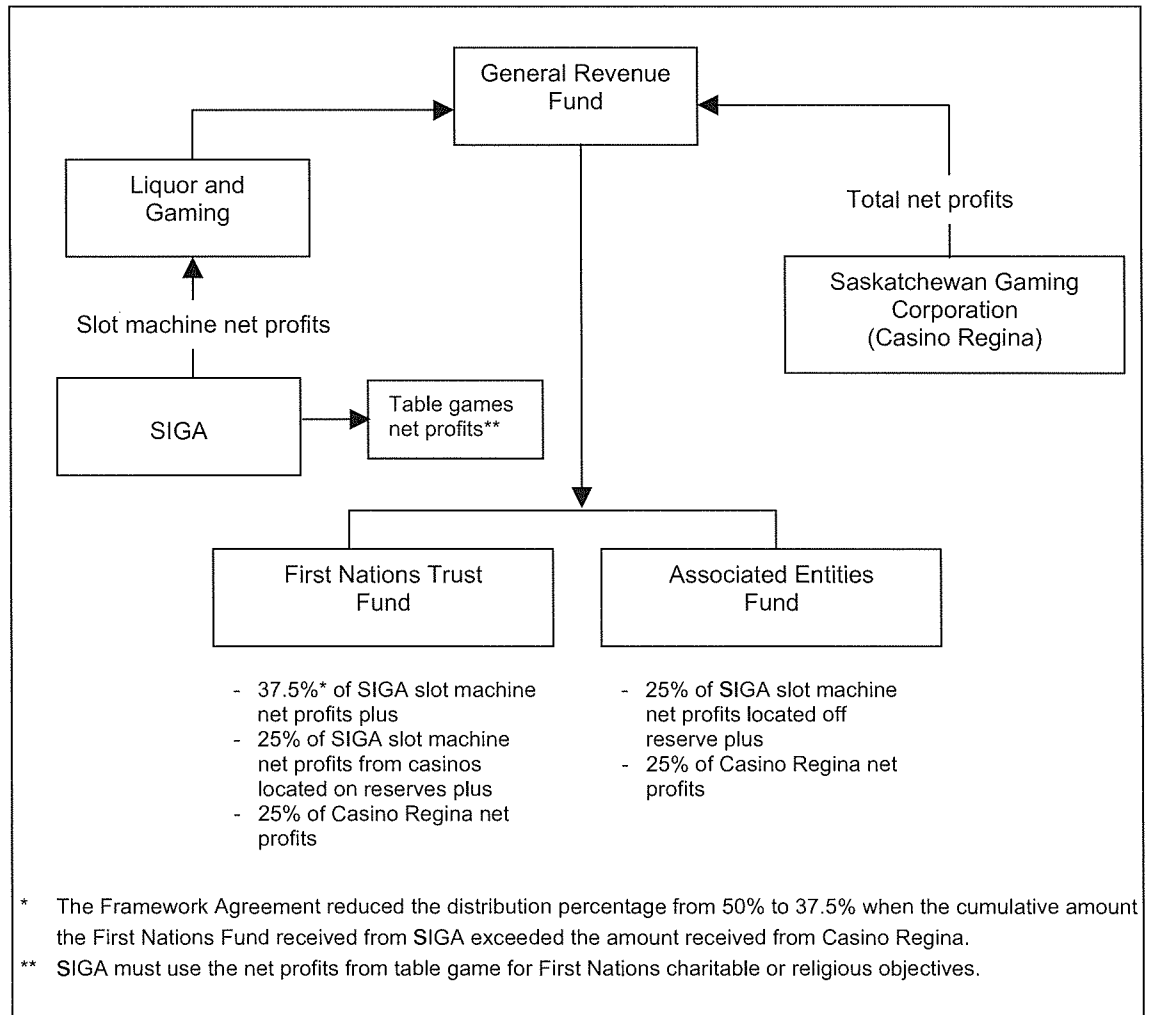 General Revenue
Fund
Liquor and
Gaming
Total net profits
Saskatchewan Gaming
Corporation
(Casino Regina)
Slot machine net profits
SIGA
Table games
net profits**
First Nations Trust
Fund
Associated Entities
Fund
- 37.5%* of SIGA slot machine
net profits plus
- 25% of SIGA slot machine
net profits from casinos
located on reserves plus
- 25% of Casino Regina net
profits
- 25% of SIGA slot machine
net profits located off
reserve plus
- 25% of Casino Regina net
profits
* The Framework Agreement reduced the distribution percentage from 50% to 37.5% when the cumulative amount
the First Nations Fund received from SIGA exceeded the amount received from Casino Regina.
** SIGA must use the net profits from table game for First Nations charitable or religious objectives.